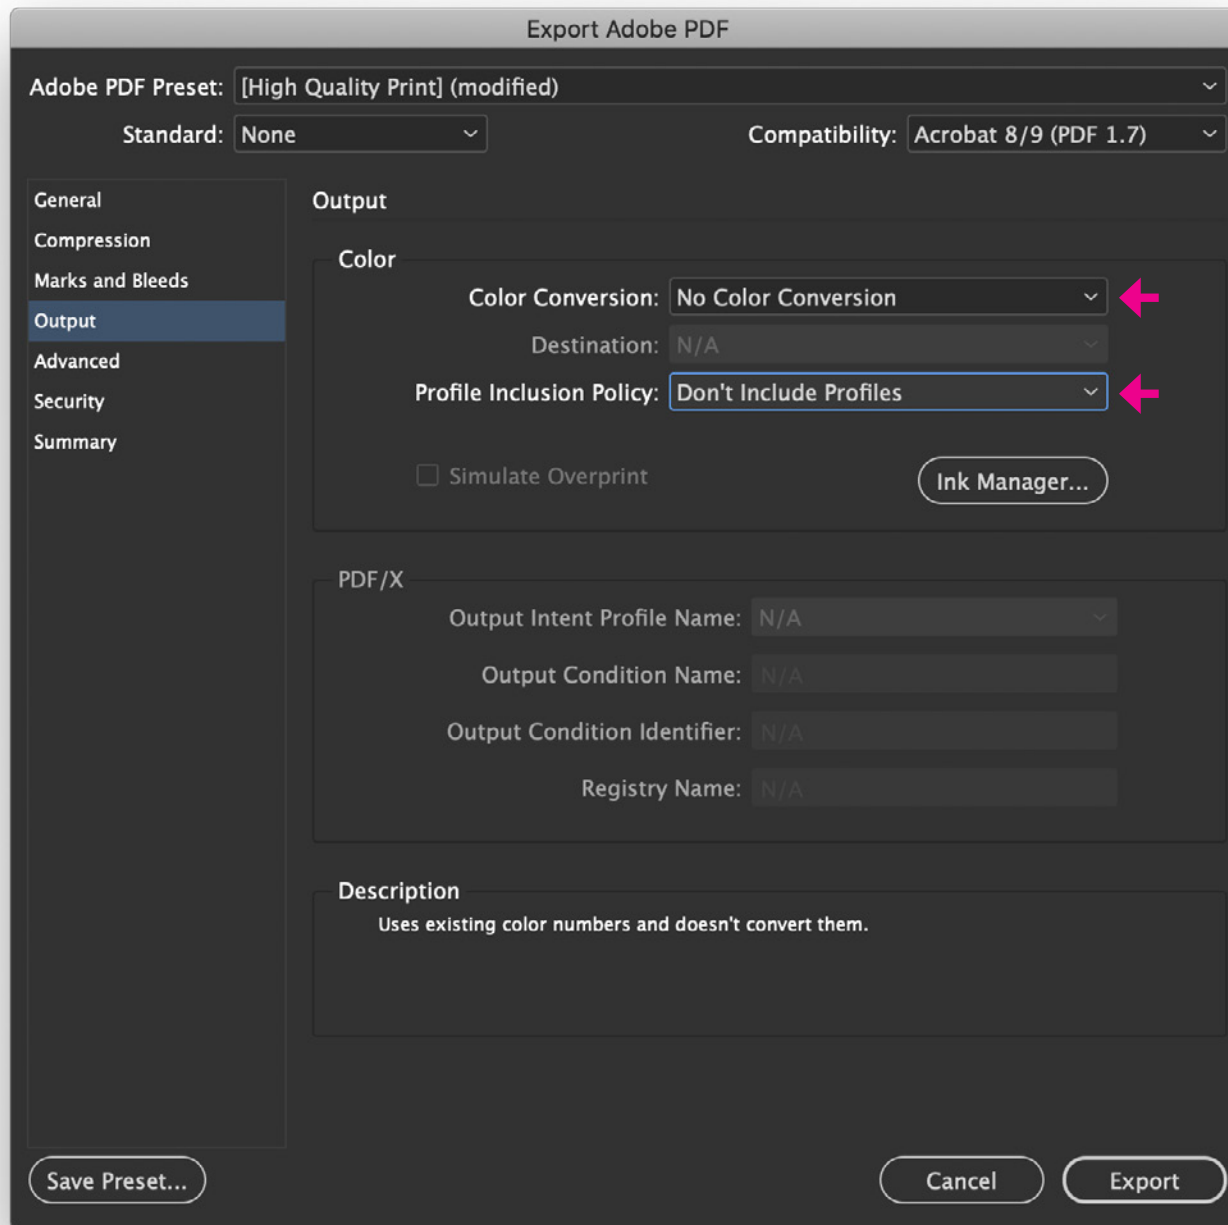 Export Adobe PDF
Adobe PDF Preset: [High Quality Print] (modified)
Standard: None Compatibility: Acrobat 8/9 (PDF 1.7)
General
Compression
Marks and Bleeds
Output
Advanced
Security
Summary
Output
Color
Color Conversion: No Color Conversion
Destination: N/A
Profile Inclusion Policy: Don't Include Profiles
Simulate Overprint Ink Manager...
PDF/X
Output Intent Profile Name: N/A
Output Condition Name: N/A
Output Condition Identifier: N/A
Registry Name: N/A
Description
Uses existing color numbers and doesn't convert them.
Save Preset... Cancel Export